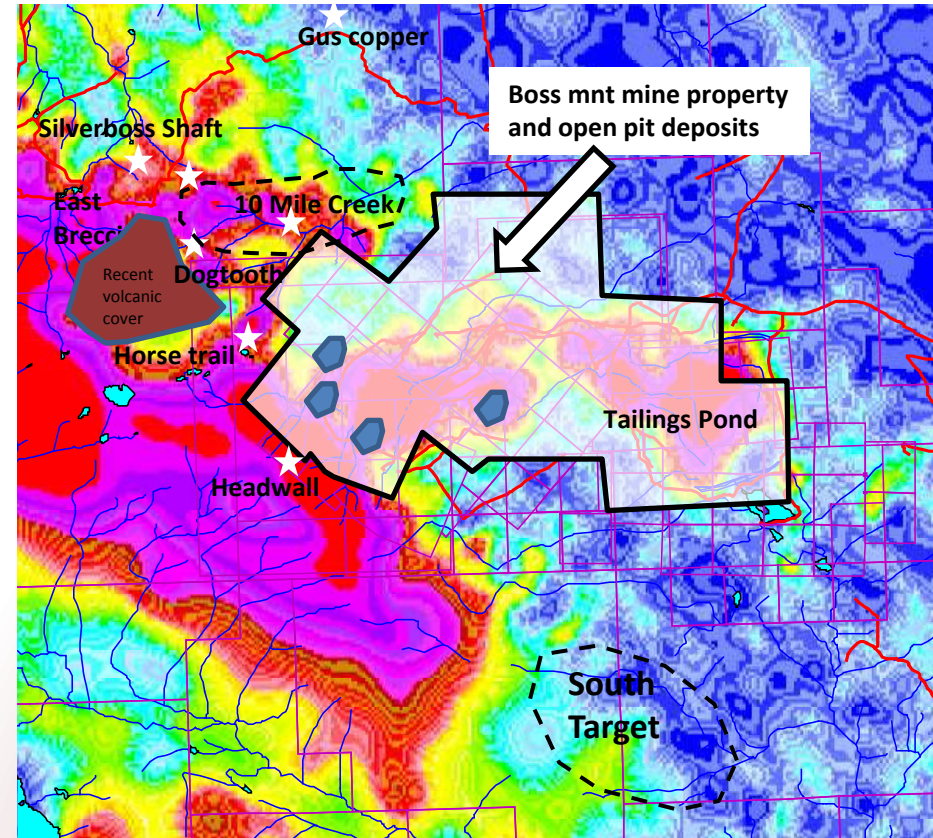 Gus copper
Boss mnt mine property
and open pit deposits
Silverboss Shaft
East
Brecci
10 Mile Creek
Dogtooth
Recent
volcanic
cover
Horse trail
Tailings Pond
Headwall
South
Target